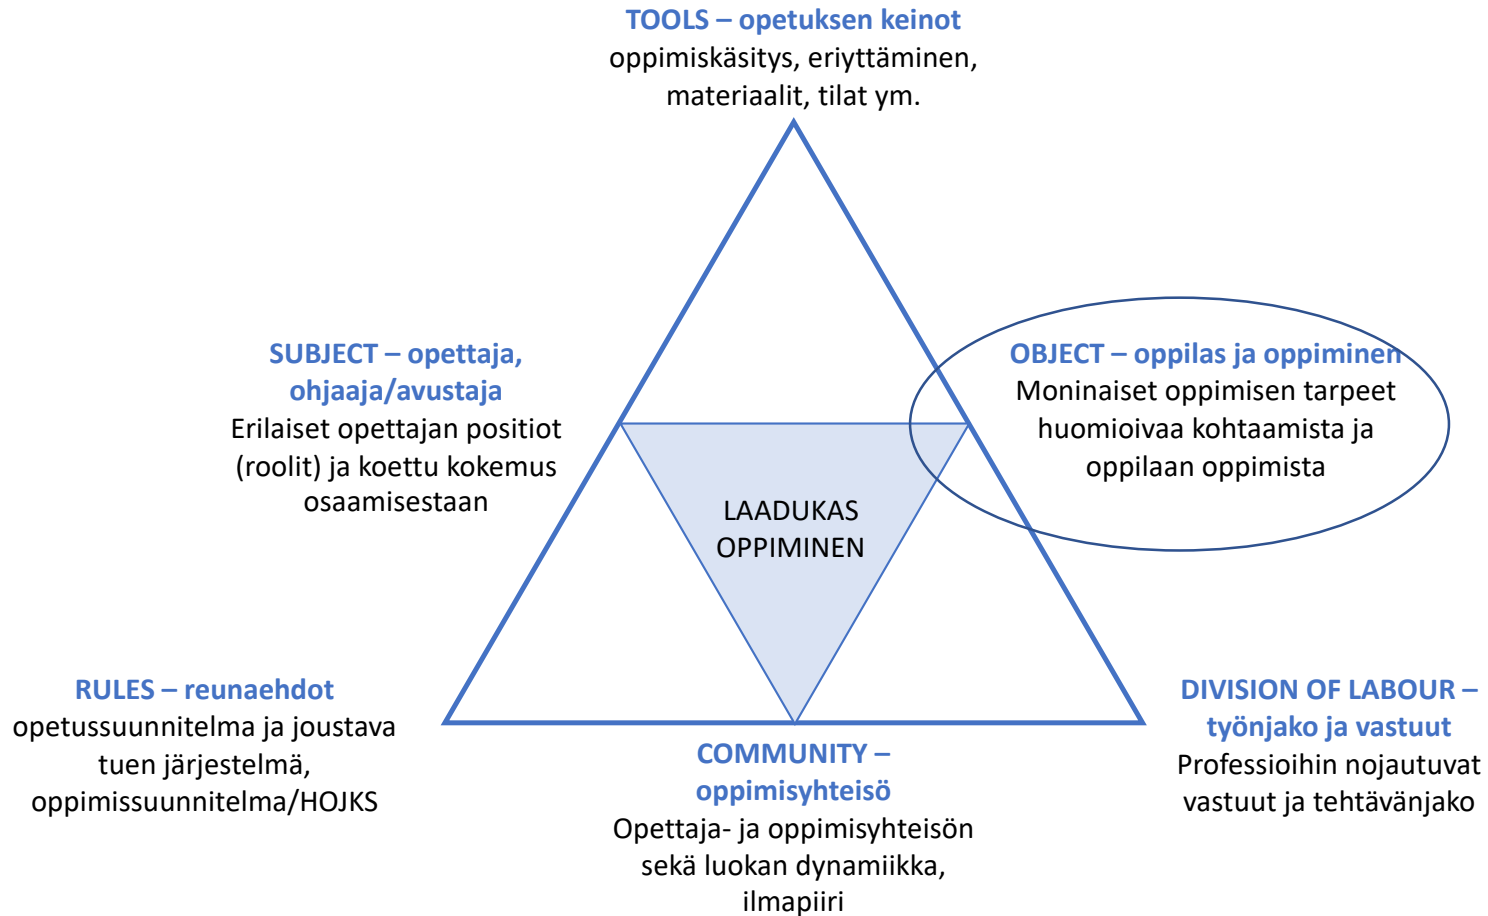 TOOLS – opetuksen keinot
oppimiskäsitys, eriyttäminen,
materiaalit, tilat ym.
SUBJECT – opettaja,
ohjaaja/avustaja
Erilaiset opettajan positiot
(roolit) ja koettu kokemus
osaamisestaan
OBJECT – oppilas ja oppiminen
Moninaiset oppimisen tarpeet
huomioivaa kohtaamista ja
oppilaan oppimista
LAADUKAS
OPPIMINEN
RULES – reunaehdot
opetussuunnitelma ja joustava
tuen järjestelmä,
oppimissuunnitelma/HOJKS
COMMUNITY –
oppimisyhteisö
Opettaja- ja oppimisyhteisön
sekä luokan dynamiikka,
ilmapiiri
DIVISION OF LABOUR –
työnjako ja vastuut
Professioihin nojautuvat
vastuut ja tehtävänjako